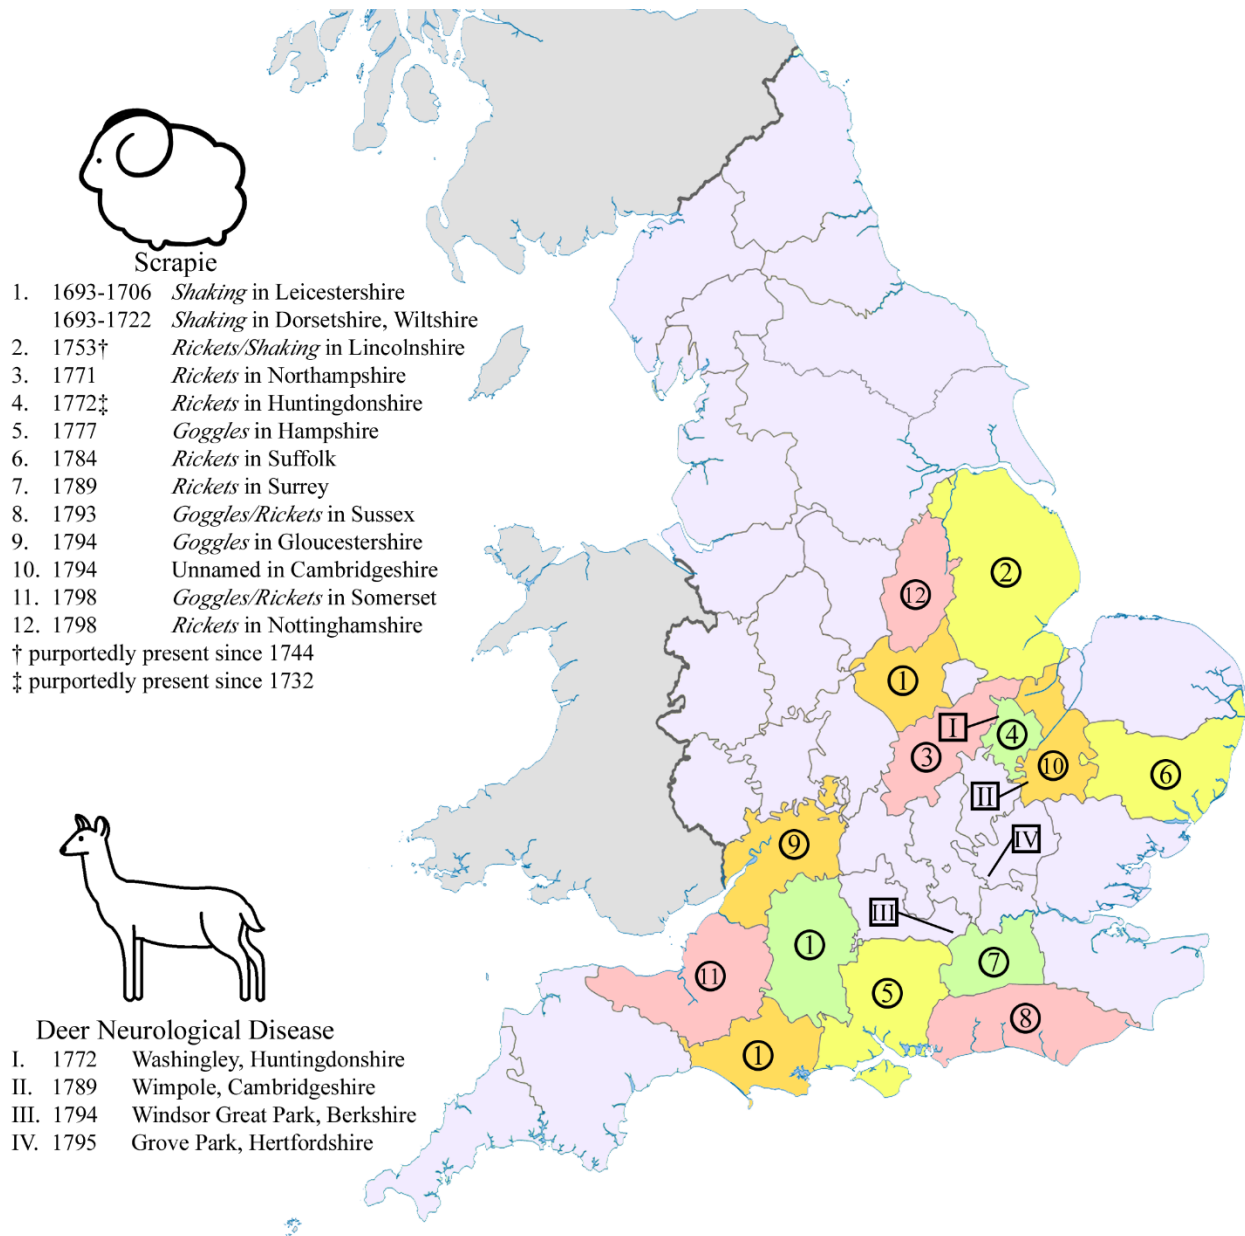 Scrapie
1. 1693-1706 Shaking in Leicestershire
1693-1722 Shaking in Dorsetshire, Wiltshire
2. 1753† Rickets/Shaking in Lincolnshire
3. 1771 Rickets in Northampshire
4. 1772‡ Rickets in Huntingdonshire
5. 1777 Goggles in Hampshire
6. 1784 Rickets in Suffolk
7. 1789 Rickets in Surrey
8. 1793 Goggles/Rickets in Sussex
9. 1794 Goggles in Gloucestershire
10. 1794 Unnamed in Cambridgeshire
11. 1798 Goggles/Rickets in Somerset
12. 1798 Rickets in Nottinghamshire
† purportedly present since 1744
‡ purportedly present since 1732
Deer Neurological Disease
I. 1772 Washingley, Huntingdonshire
II. 1789 Wimpole, Cambridgeshire
III. 1794 Windsor Great Park, Berkshire
IV. 1795 Grove Park, Hertfordshire
2
12
1
I
4
3
10
6
II
IV
9
III
1
7
11
5
8
1